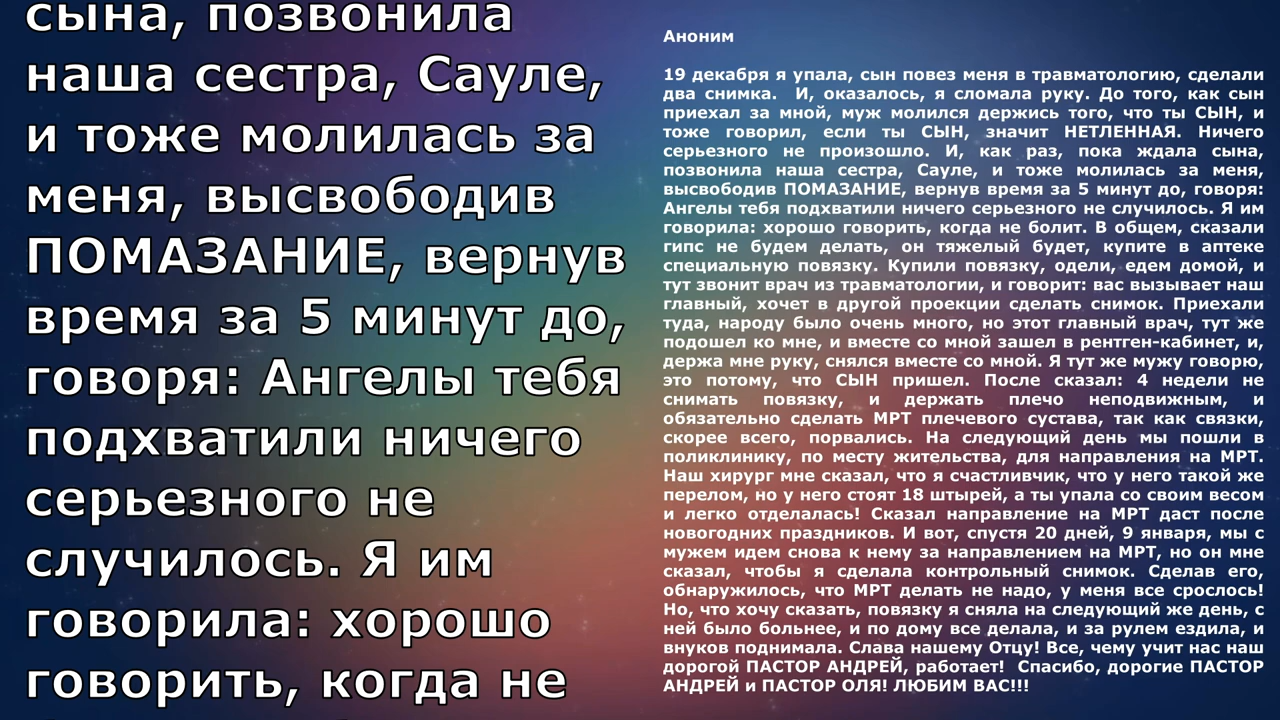 сына, позвонила
наша сестра, Сауле,
и тоже молилась за
меня, высвободив
ПОМАЗАНИЕ, вернув
время за 5 минут до,
говоря: Ангелы тебя
подхватили ничего
серьезного не
случилось. Я им
говорила: хорошо
говорить, когда не
Аноним
19 декабря я упала, сын повез меня в травматологию, сделали
два снимка. И, оказалось, я сломала руку. До того, как сын
приехал за мной, муж молился держись того, что ты СЫН, и
тоже говорил, если ты СЫН, значит НЕТЛЕННАЯ. Ничего
серьезного не произошло. И, как раз, пока ждала сына,
позвонила наша сестра, Сауле, и тоже молилась за меня,
высвободив ПОМАЗАНИЕ, вернув время за 5 минут до, говоря:
Ангелы тебя подхватили ничего серьезного не случилось. Я им
говорила: хорошо говорить, когда не болит. В общем, сказали
гипс не будем делать, он тяжелый будет, купите в аптеке
специальную повязку. Купили повязку, одели, едем домой, и
тут звонит врач из травматологии, и говорит: вас вызывает наш
главный, хочет в другой проекции сделать снимок. Приехали
туда, народу было очень много, но этот главный врач, тут же
подошел ко мне, и вместе со мной зашел в рентген-кабинет, и,
держа мне руку, снялся вместе со мной. Я тут же мужу говорю,
это потому, что СЫН пришел. После сказал: 4 недели не
снимать повязку, и держать плечо неподвижным, и
обязательно сделать МРТ плечевого сустава, так как связки,
скорее всего, порвались. На следующий день мы пошли в
поликлинику, по месту жительства, для направления на МРТ.
Наш хирург мне сказал, что я счастливчик, что у него такой же
перелом, но у него стоят 18 штырей, а ты упала со своим весом
и легко отделалась! Сказал направление на МРТ даст после
новогодних праздников. И вот, спустя 20 дней, 9 января, мы с
мужем идем снова к нему за направлением на МРТ, но он мне
сказал, чтобы я сделала контрольный снимок. Сделав его,
обнаружилось, что МРТ делать не надо, у меня все срослось!
Но, что хочу сказать, повязку я сняла на следующий же день, с
ней было больнее, и по дому все делала, и за рулем ездила, и
внуков поднимала. Слава нашему Отцу! Все, чему учит нас наш
дорогой ПАСТОР АНДРЕЙ, работает! Спасибо, дорогие ПАСТОР
АНДРЕЙ и ПАСТОР ОЛЯ! ЛЮБИМ ВАС!!!